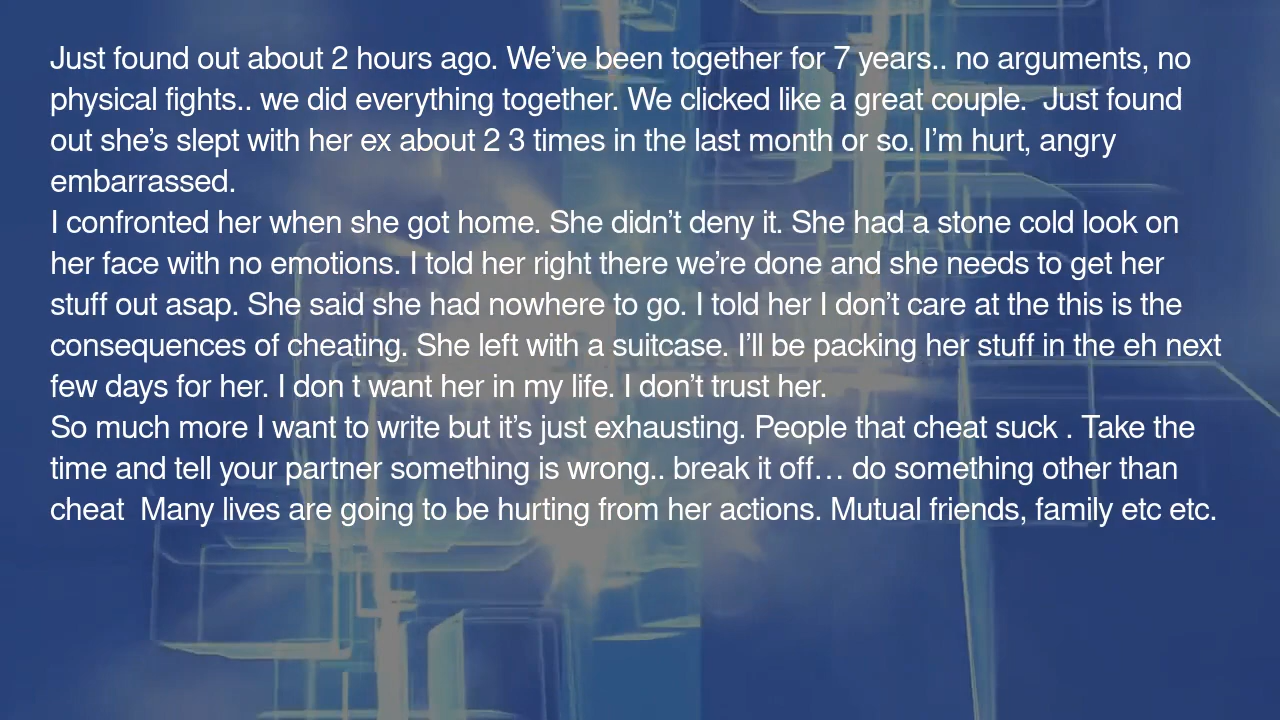 Just found out about 2 hours ago. We’ve been together for 7 years.. no arguments, no
physical fights.. we did everything together. We clicked like a great couple.  Just found
out she’s slept with her ex about 2 3 times in the last month or so. I’m hurt, angry
embarrassed.
I confronted her when she got home. She didn’t deny it. She had a stone cold look on
her face with no emotions. I told her right there we’re done and she needs to get her
stuff out asap. She said she had nowhere to go. I told her I don’t care at the this is the
consequences of cheating. She left with a suitcase. I’ll be packing her stuff in the eh next
few days for her. I don t want her in my life. I don’t trust her.
So much more I want to write but it’s just exhausting. People that cheat suck . Take the
time and tell your partner something is wrong.. break it off… do something other than
cheat  Many lives are going to be hurting from her actions. Mutual friends, family etc etc.